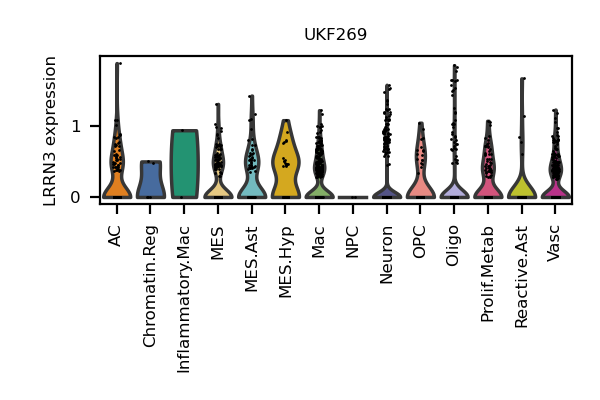 UKF269
LRRN3 expression
1
0
AC
Chromatin.Reg
Inflammatory.Mac
MES
MES.Ast
MES.Hyp
Mac
NPC
Neuron
OPC
Oligo
Prolif.Metab
Reactive.Ast
Vasc